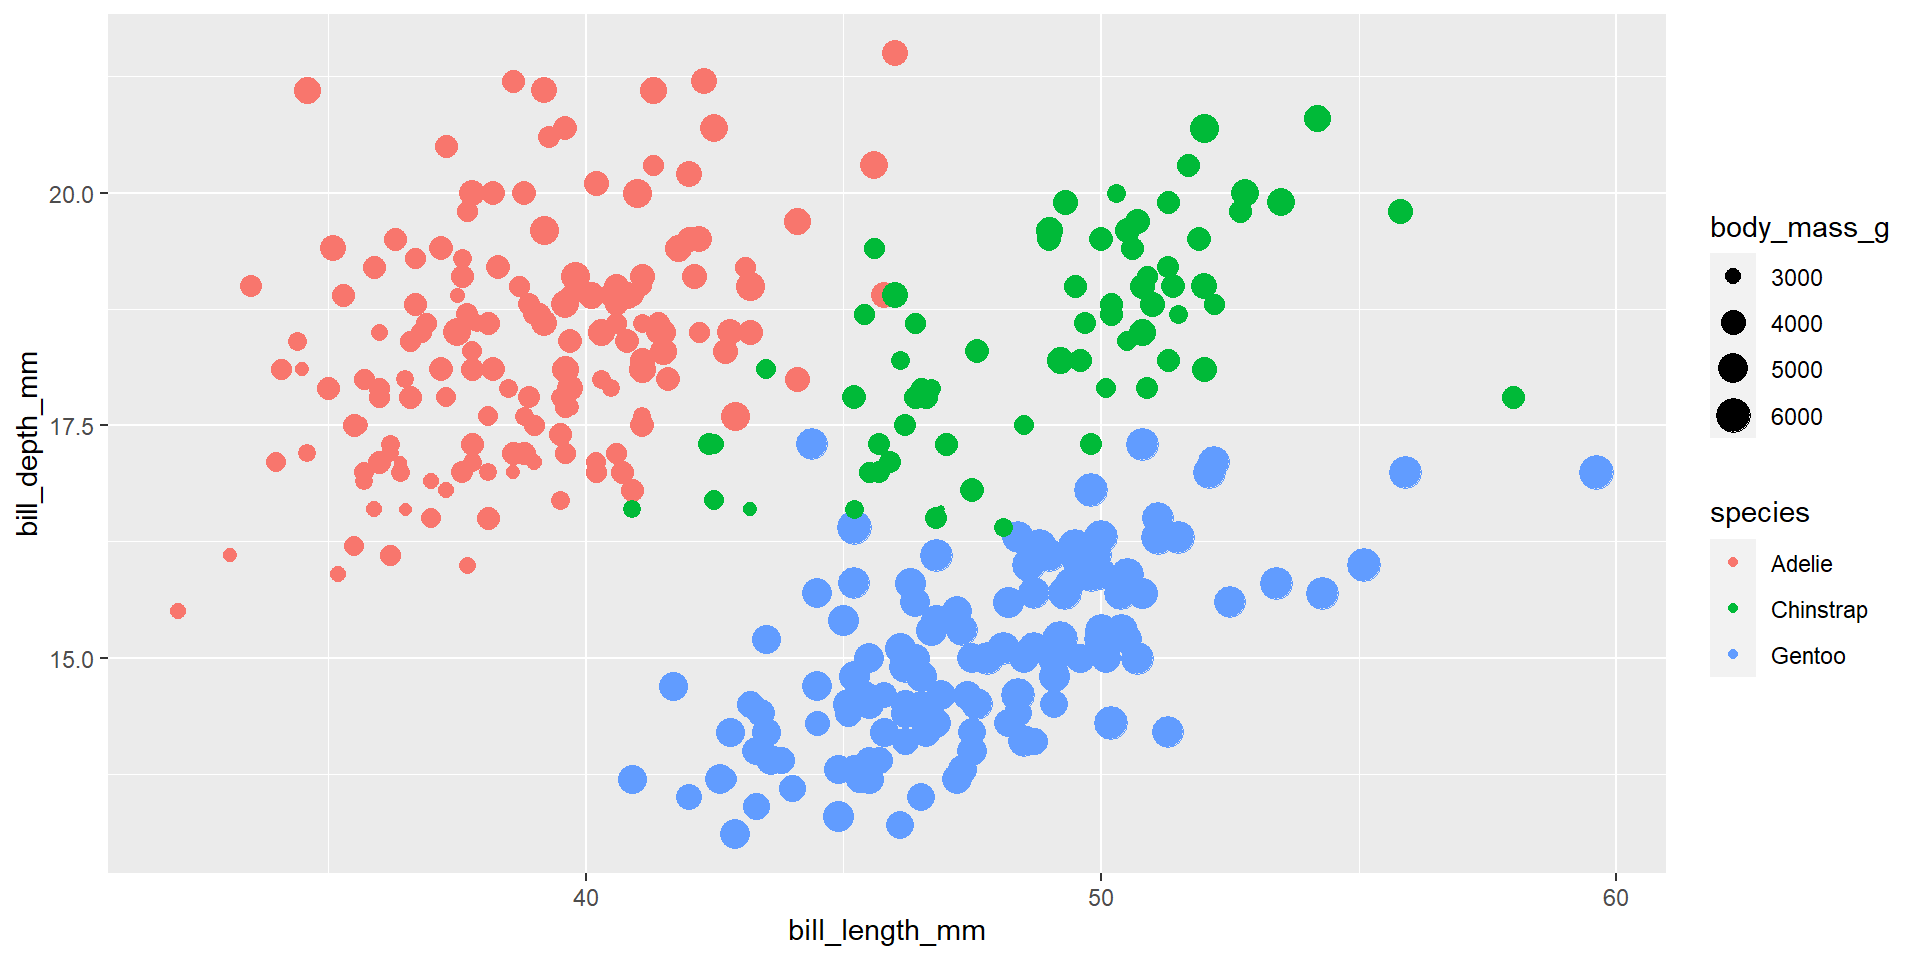 20.0
17.5
15.0
bill_depth_mm
40
50
60
bill_length_mm
body_mass_g
3000
4000
5000
6000
species
Adelie
Chinstrap
Gentoo